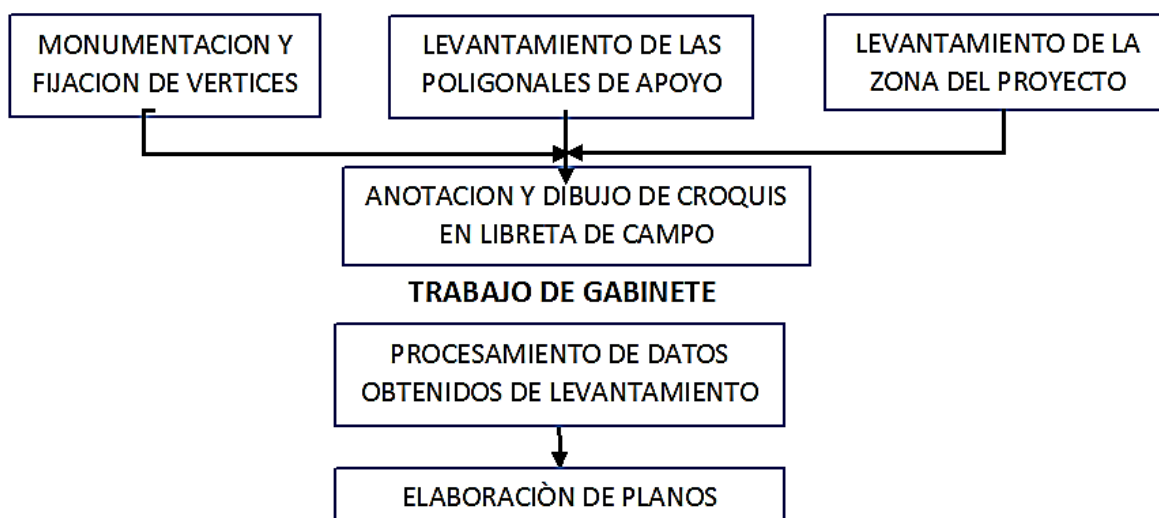 MONUMENTACION Y
FIJACION DE VERTICES
LEVANTAMIENTO DE LAS
POLIGONALES DE APOYO
LEVANTAMIENTO DE LA
ZONA DEL PROYECTO
ANOTACION Y DIBUJO DE CROQUIS
EN LIBRETA DE CAMPO
TRABAJO DE GABINETE
PROCESAMIENTO DE DATOS
OBTENIDOS DE LEVANTAMIENTO
ELABORACIÒN DE PLANOS